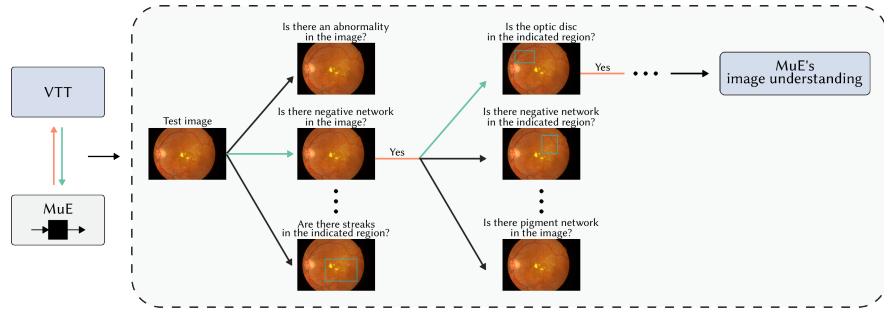 VTT
MuE
Test image
Is there an abnormality
in the image?
Is there negative network
in the image?
Are there streaks
in the indicated region?
Yes
Is the optic disc
in the indicated region?
Is there negative network
in the indicated region?
Is there pigment network
in the image?
Yes
MuE's
image understanding